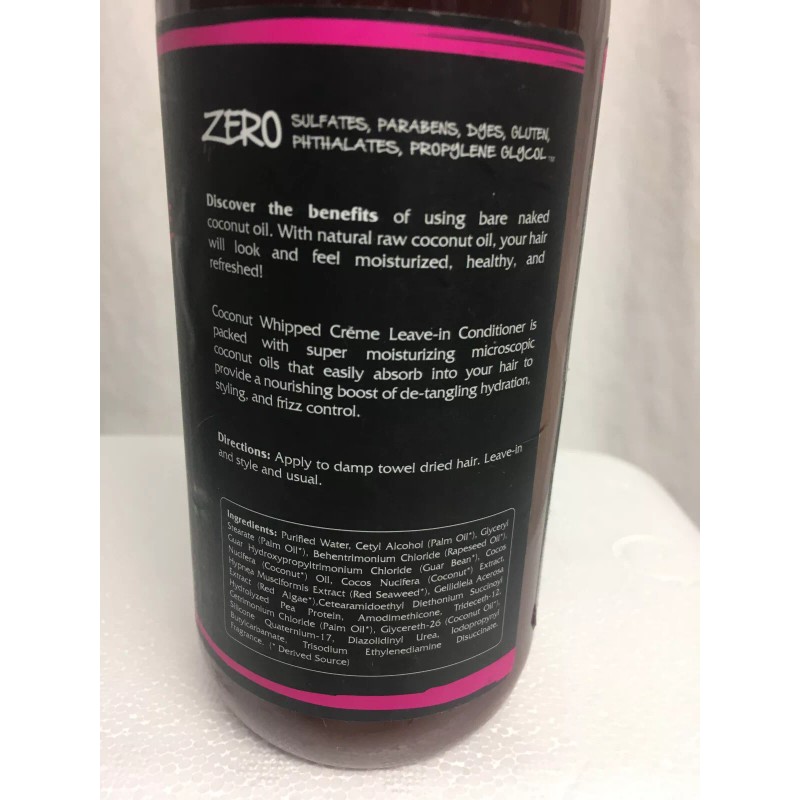 ZERO SULFATES, PARABENS, DYES, GLUTEN,
PHTHALATES, PROPYLENE GLYCOL™
Discover the benefits of using bare naked
coconut oil. With natural raw coconut oil, your hair
will look and feel moisturized, healthy, and
refreshed!
Coconut Whipped Créme Leave-in Conditioner is
packed with super moisturizing microscopic
coconut oils that easily absorb into your hair to
provide a nourishing boost of de-tangling hydration,
styling, and frizz control.
Directions: Apply to damp towel dried hair. Leave-in
and style and usual.
Ingredients: Purified Water, Cetyl Alcohol (Palm Oil*), Glyceryl
Stearate (Palm Oil*), Behentrimonium Chloride (Rapeseed Oil*),
Guar Hydroxypropyltrimonium Chloride (Guar Bean*), Cocos
Nucifera (Coconut*) Oil, Cocos Nucifera (Coconut*) Extract,
Hypnea Musciformis Extract (Red Seaweed*), Gellidiela Acerosa
Extract (Red Algae*),Cetearamidoethyl Diethonium Succinoyl
Hydrolyzed Pea Protein, Amodimethicone, Trideceth-12,
Cetrimonium Chloride (Palm Oil*), Glycereth-26 (Coconut Oil*),
Silicone Quaternium-17, Diazolidinyl Urea, Iodopropynyl
Butylcarbamate, Trisodium Ethylenediamine Disuccinate,
Fragrance. (* Derived Source)